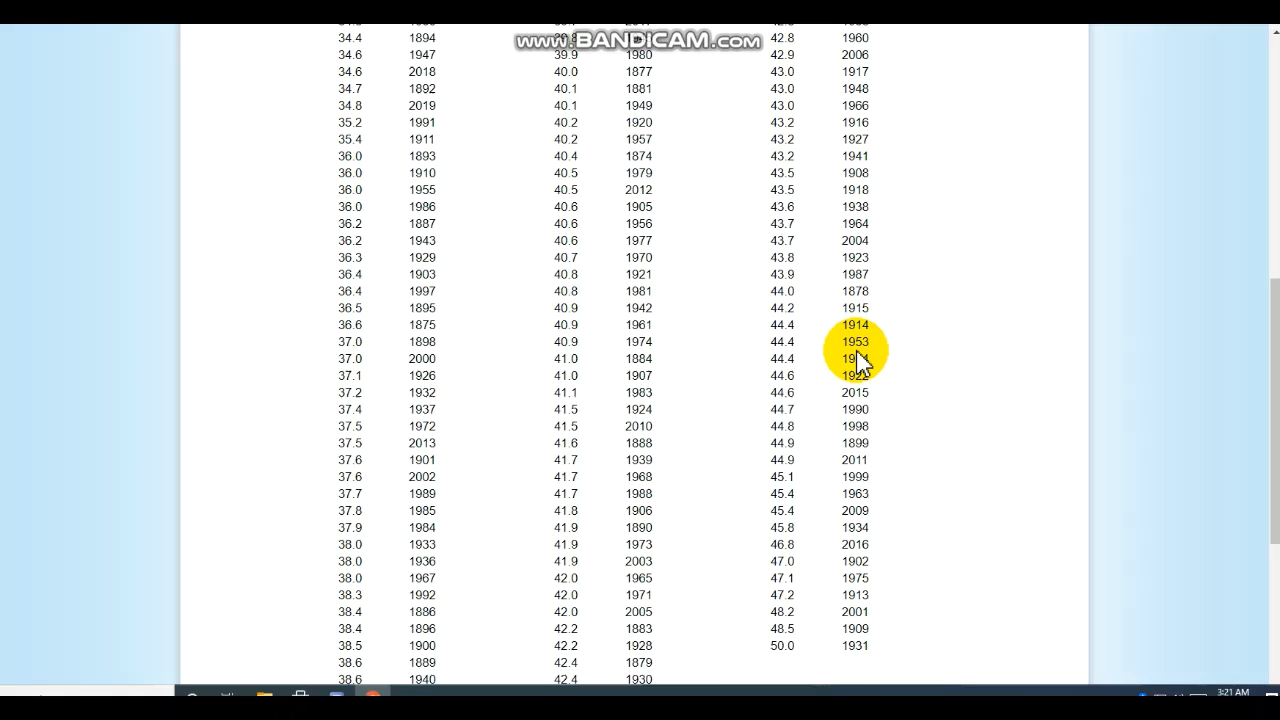 www.BANDICAM.com
34.4 1894 42.8 1960
34.6 1947 39.9 1980 42.9 2006
34.6 2018 40.0 1877 43.0 1917
34.7 1892 40.1 1881 43.0 1948
34.8 2019 40.1 1949 43.0 1966
35.2 1991 40.2 1920 43.2 1916
35.4 1911 40.2 1957 43.2 1927
36.0 1893 40.4 1874 43.2 1941
36.0 1910 40.5 1979 43.5 1908
36.0 1955 40.5 2012 43.5 1918
36.0 1986 40.6 1905 43.6 1938
36.2 1887 40.6 1956 43.7 1964
36.2 1943 40.6 1977 43.7 2004
36.3 1929 40.7 1970 43.8 1923
36.4 1903 40.8 1921 43.9 1987
36.4 1997 40.8 1981 44.0 1878
36.5 1895 40.9 1942 44.2 1915
36.6 1875 40.9 1961 44.4 1914
37.0 1898 40.9 1974 44.4 1953
37.0 2000 41.0 1884 44.4
37.1 1926 41.0 1907 44.6 1922
37.2 1932 41.1 1983 44.6 2015
37.4 1937 41.5 1924 44.7 1990
37.5 1972 41.5 2010 44.8 1998
37.5 2013 41.6 1888 44.9 1899
37.6 1901 41.7 1939 44.9 2011
37.6 2002 41.7 1968 45.1 1999
37.7 1989 41.7 1988 45.4 1963
37.8 1985 41.8 1906 45.4 2009
37.9 1984 41.9 1890 45.8 1934
38.0 1933 41.9 1973 46.8 2016
38.0 1936 41.9 2003 47.0 1902
38.0 1967 42.0 1965 47.1 1975
38.3 1992 42.0 1971 47.2 1913
38.4 1886 42.0 2005 48.2 2001
38.4 1896 42.2 1883 48.5 1909
38.5 1900 42.2 1928 50.0 1931
38.6 1889 42.4 1879
38.6 1940 42.4 1930
3:21 AM